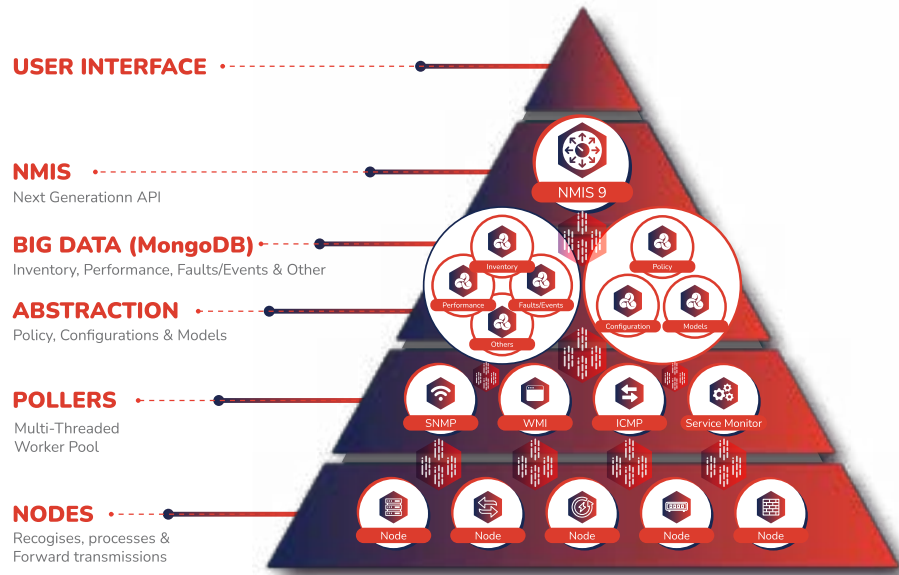 USER INTERFACE
NMIS
Next Generationn API
NMIS 9
BIG DATA (MongoDB)
Inventory, Performance, Faults/Events & Other
Inventory
Performance
Faults/Events
Others
Policy
Configuration
Models
ABSTRACTION
Policy, Configurations & Models
POLLERS
Multi-Threaded
Worker Pool
SNMP
WMI
ICMP
Service Monitor
NODES
Recogises, processes &
Forward transmissions
Node
Node
Node
Node
Node